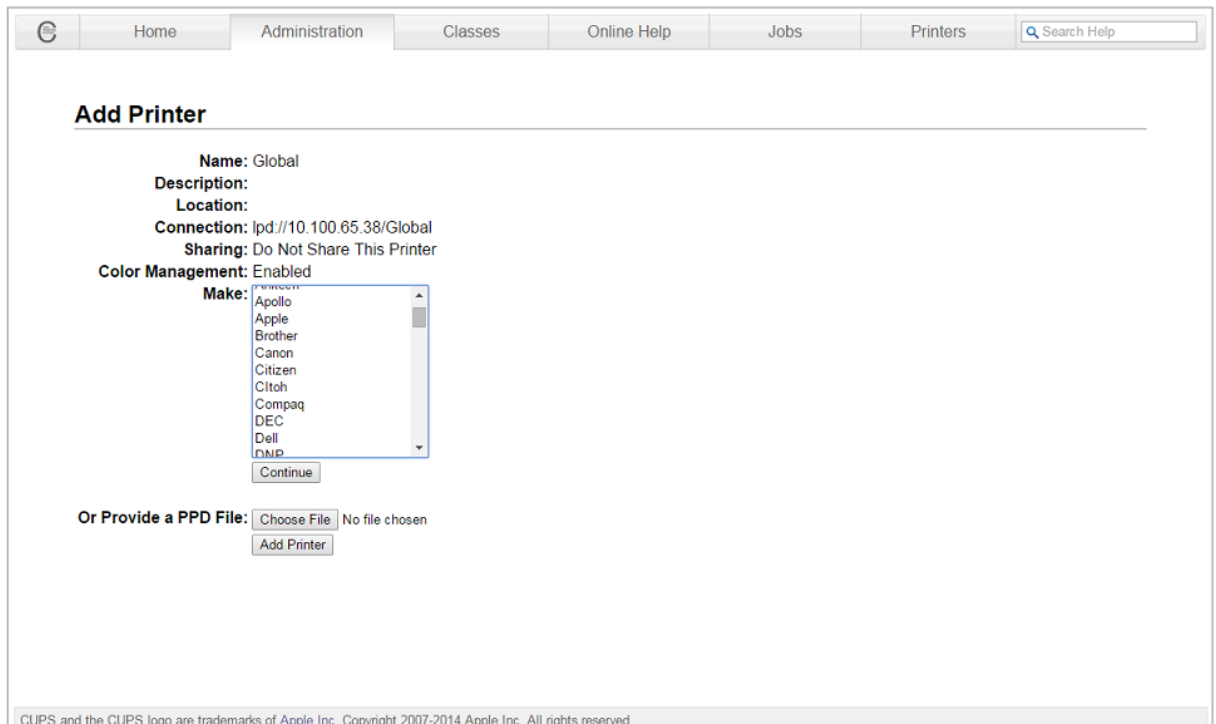 Home Administration Classes Online Help Jobs Printers Search Help
Add Printer
Name: Global
Description:
Location:
Connection: lpd://10.100.65.38/Global
Sharing: Do Not Share This Printer
Color Management: Enabled
Make:
Apollo
Apple
Brother
Canon
Citizen
CItoh
Compaq
DEC
Dell
DNP
Continue
Or Provide a PPD File: Choose File No file chosen
Add Printer
CUPS and the CUPS logo are trademarks of Apple Inc. Copyright 2007-2014 Apple Inc. All rights reserved.